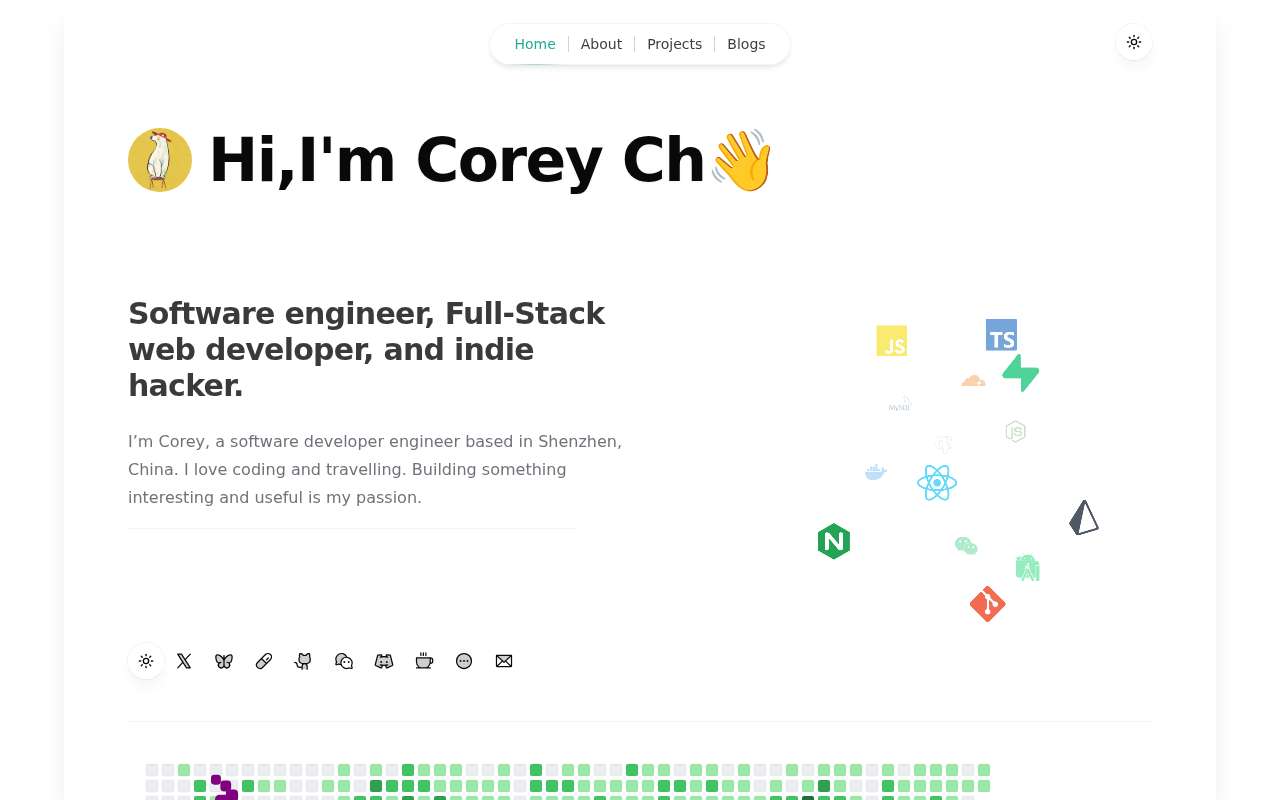 Home
About
Projects
Blogs
Hi,I'm Corey Ch👋
Software engineer, Full-Stack
web developer, and indie
hacker.
I’m Corey, a software developer engineer based in Shenzhen,
China. I love coding and travelling. Building something
interesting and useful is my passion.
JS
TS
MySQL
JS
N